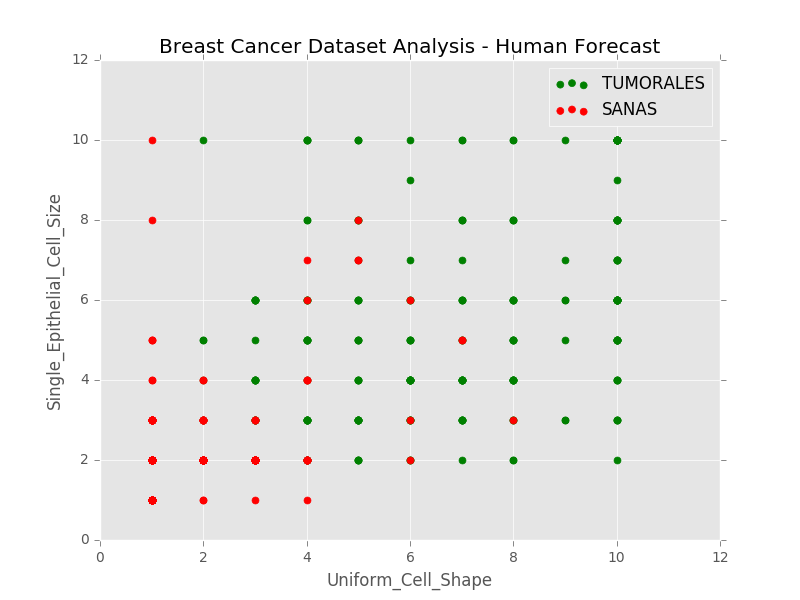 Breast Cancer Dataset Analysis - Human Forecast
TUMORALES
SANAS
12
10
8
6
4
2
0
Single_Epithelial_Cell_Size
0 2 4 6 8 10 12
Uniform_Cell_Shape